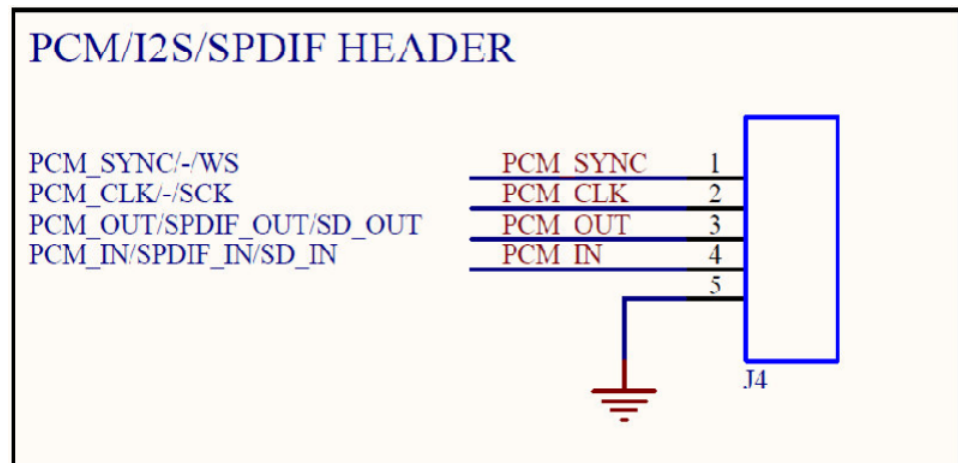 PCM/I2S/SPDIF HEADER
PCM_SYNC/-/WS PCM_SYNC 1
PCM_CLK/-/SCK PCM_CLK 2
PCM_OUT/SPDIF_OUT/SD_OUT PCM_OUT 3
PCM_IN/SPDIF_IN/SD_IN PCM_IN 4
5
J4